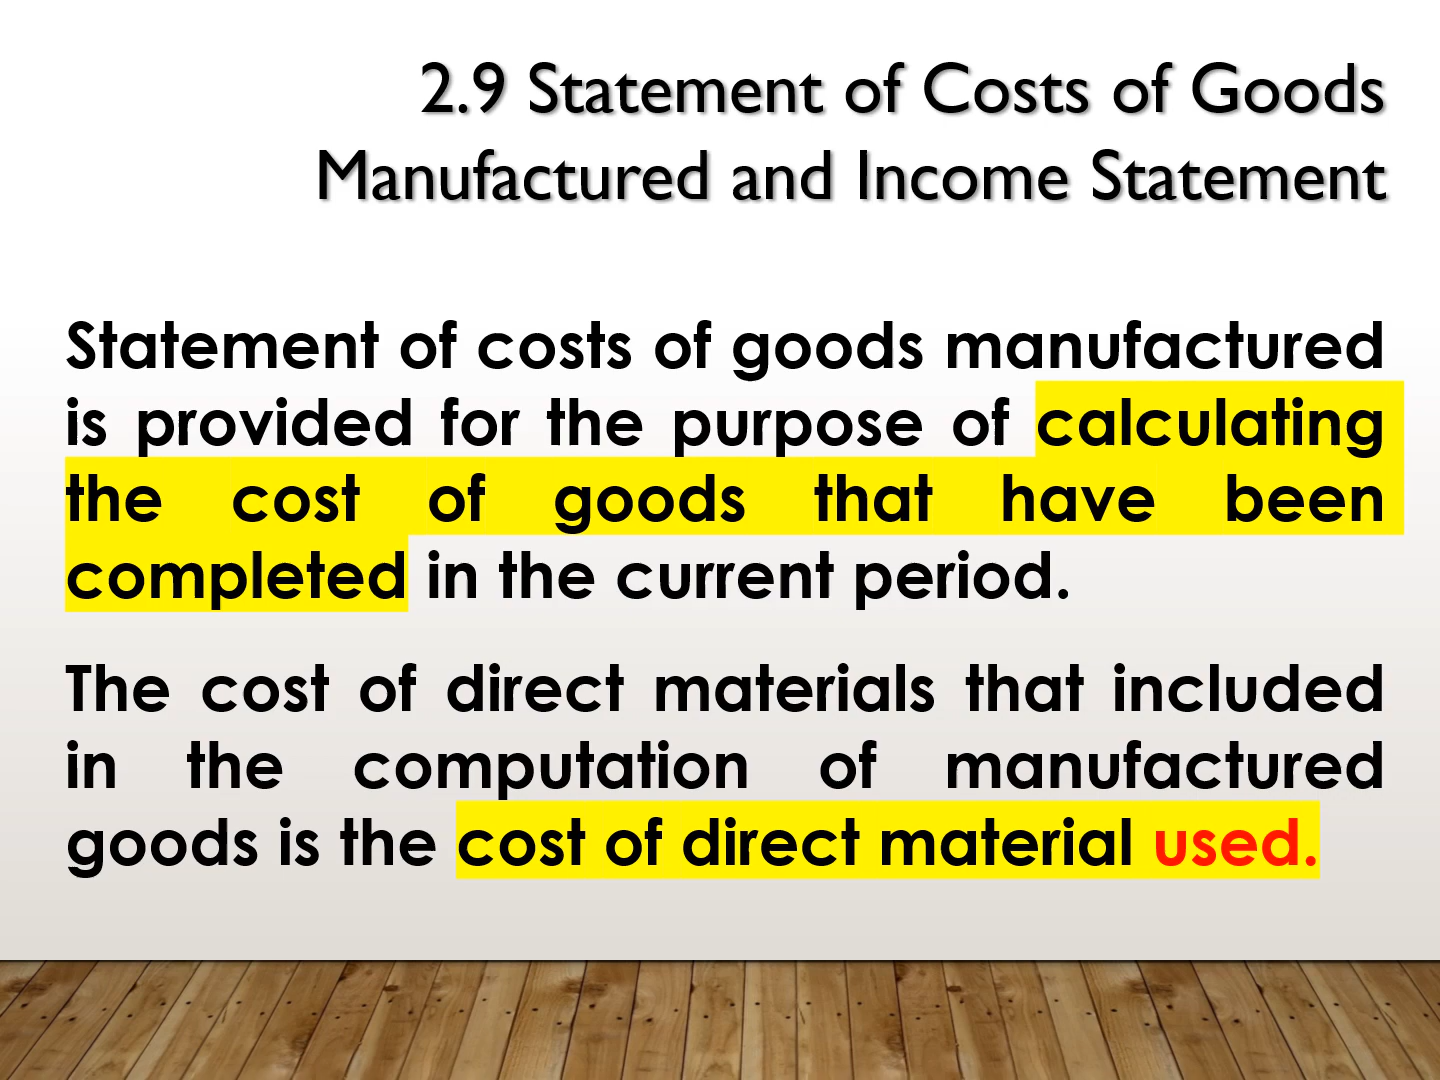 2.9 Statement of Costs of Goods
Manufactured and Income Statement
Statement of costs of goods manufactured
is provided for the purpose of calculating
the cost of goods that have been
completed in the current period.
The cost of direct materials that included
in the computation of manufactured
goods is the cost of direct material used.